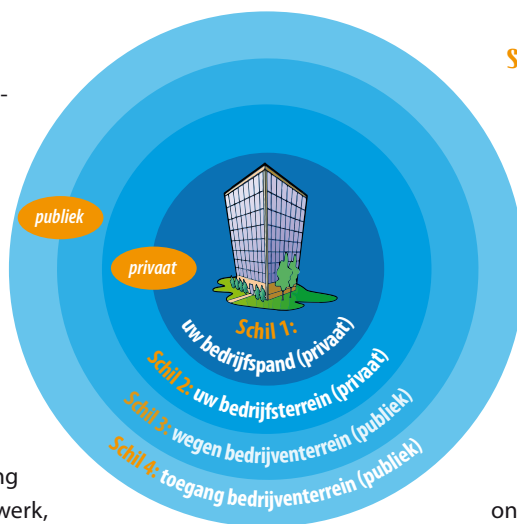 S
-
publiek
privaat
Schil 1:
uw bedrijfspand (privaat)
Schil 2: uw bedrijfsterrein (privaat)
Schil 3: wegen bedrijventerrein (publiek)
Schil 4: toegang bedrijventerrein (publiek)
ng
werk,
on